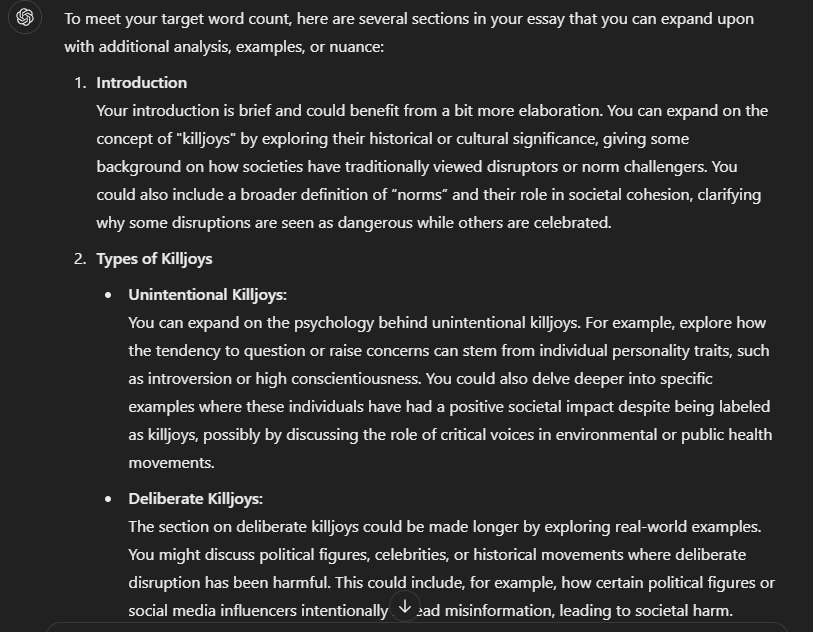 To meet your target word count, here are several sections in your essay that you can expand upon
with additional analysis, examples, or nuance:
1. Introduction
Your introduction is brief and could benefit from a bit more elaboration. You can expand on the
concept of "killjoys" by exploring their historical or cultural significance, giving some
background on how societies have traditionally viewed disruptors or norm challengers. You
could also include a broader definition of “norms” and their role in societal cohesion, clarifying
why some disruptions are seen as dangerous while others are celebrated.
2. Types of Killjoys
• Unintentional Killjoys:
You can expand on the psychology behind unintentional killjoys. For example, explore how
the tendency to question or raise concerns can stem from individual personality traits, such
as introversion or high conscientiousness. You could also delve deeper into specific
examples where these individuals have had a positive societal impact despite being labeled
as killjoys, possibly by discussing the role of critical voices in environmental or public health
movements.
• Deliberate Killjoys:
The section on deliberate killjoys could be made longer by exploring real-world examples.
You might discuss political figures, celebrities, or historical movements where deliberate
disruption has been harmful. This could include, for example, how certain political figures or
social media influencers intentionally ead misinformation, leading to societal harm.